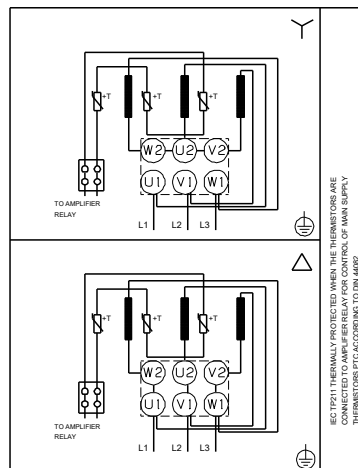 +T +T +T
W2 U2 V2
U1 V1 W1
TO AMPLIFIER
RELAY
L1 L2 L3
+T +T +T
W2 U2 V2
U1 V1 W1
TO AMPLIFIER
RELAY
L1 L2 L3
IEC TP211 THERMALLY PROTECTED WHEN THE THERMISTORS ARE
CONNECTED TO AMPLIFIER RELAY FOR CONTROL OF MAIN SUPPLY
THERMISTORS PTC ACCORDING TO DIN 44082